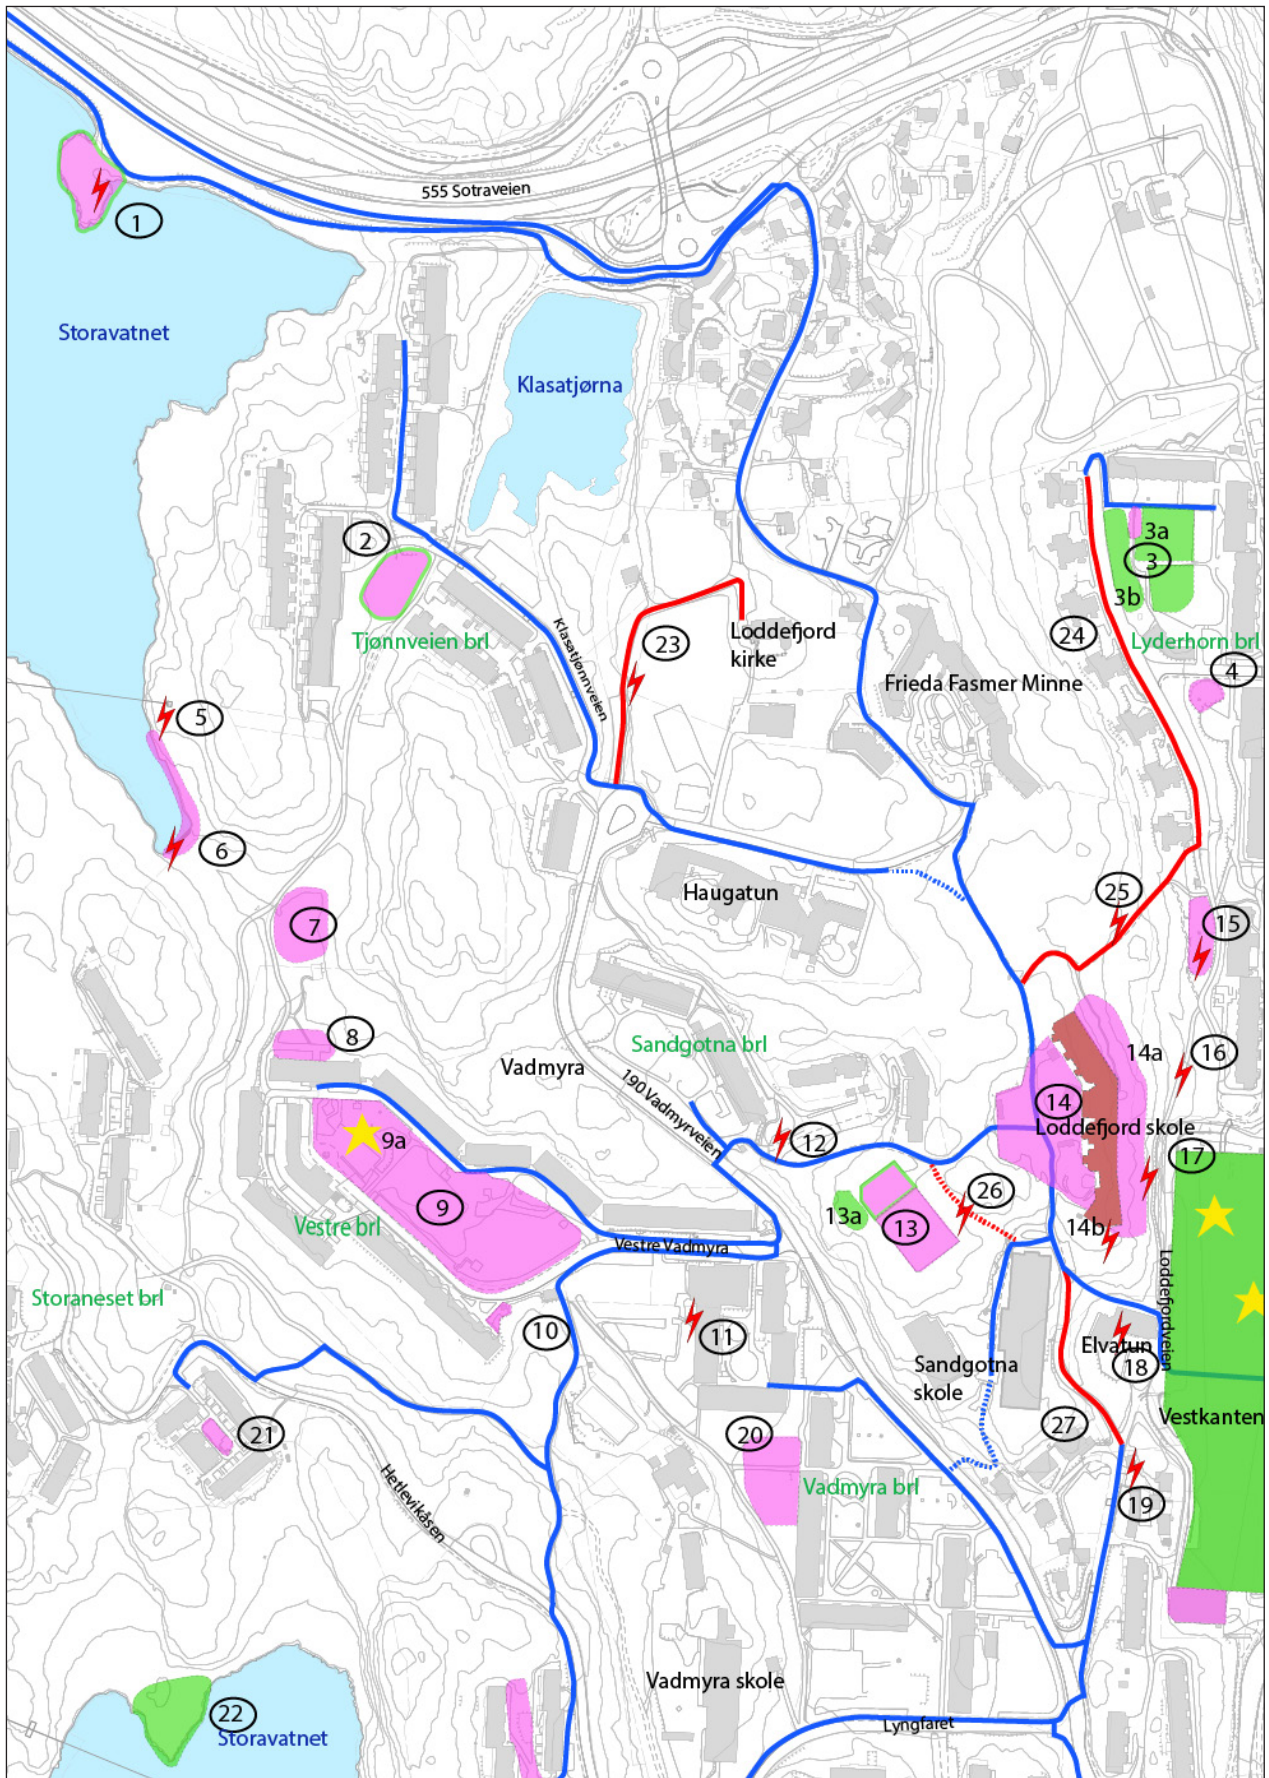 555 Sotraveien
1
Storavatnet
Klasatjørna
2
3a
3
3b
Tjønnveien brl
Klasatjønnveien
23
Loddefjord
kirke
24
Lyderhorn brl
4
Frieda Fasmer Minne
5
6
Haugatun
25
7
15
8
Sandgotna brl
Vadmyra
190 Vadmyrveien
14a
16
14
Loddefjord skole
9a
12
17
9
26
13a
13
14b
Vestre brl
Vestre Vadmyra
Loddefjordveien
Storaneset brl
10
11
Elvatun
18
Sandgotna
skole
Vestkanten
21
20
27
Vadmyra brl
19
Hetlevikåsen
Vadmyra skole
22
Storavatnet
Lyngfaret